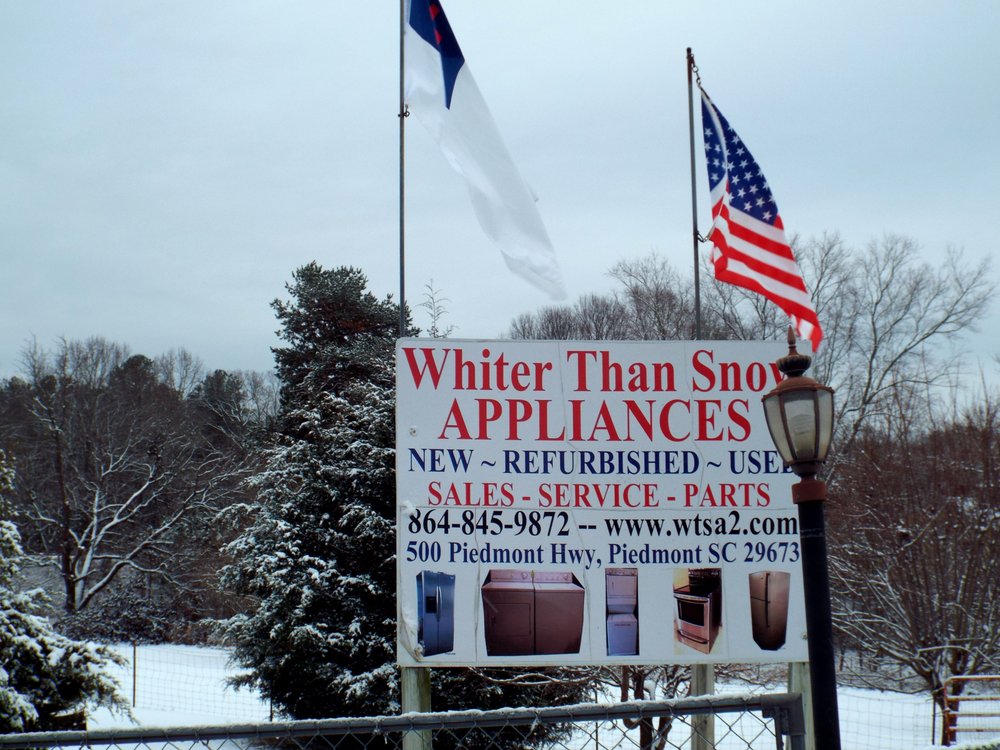 Whiter Than Snow
APPLIANCES
NEW ~ REFURBISHED ~ USED
SALES - SERVICE - PARTS
864-845-9872 -- www.wtsa2.com
500 Piedmont Hwy, Piedmont SC 29673